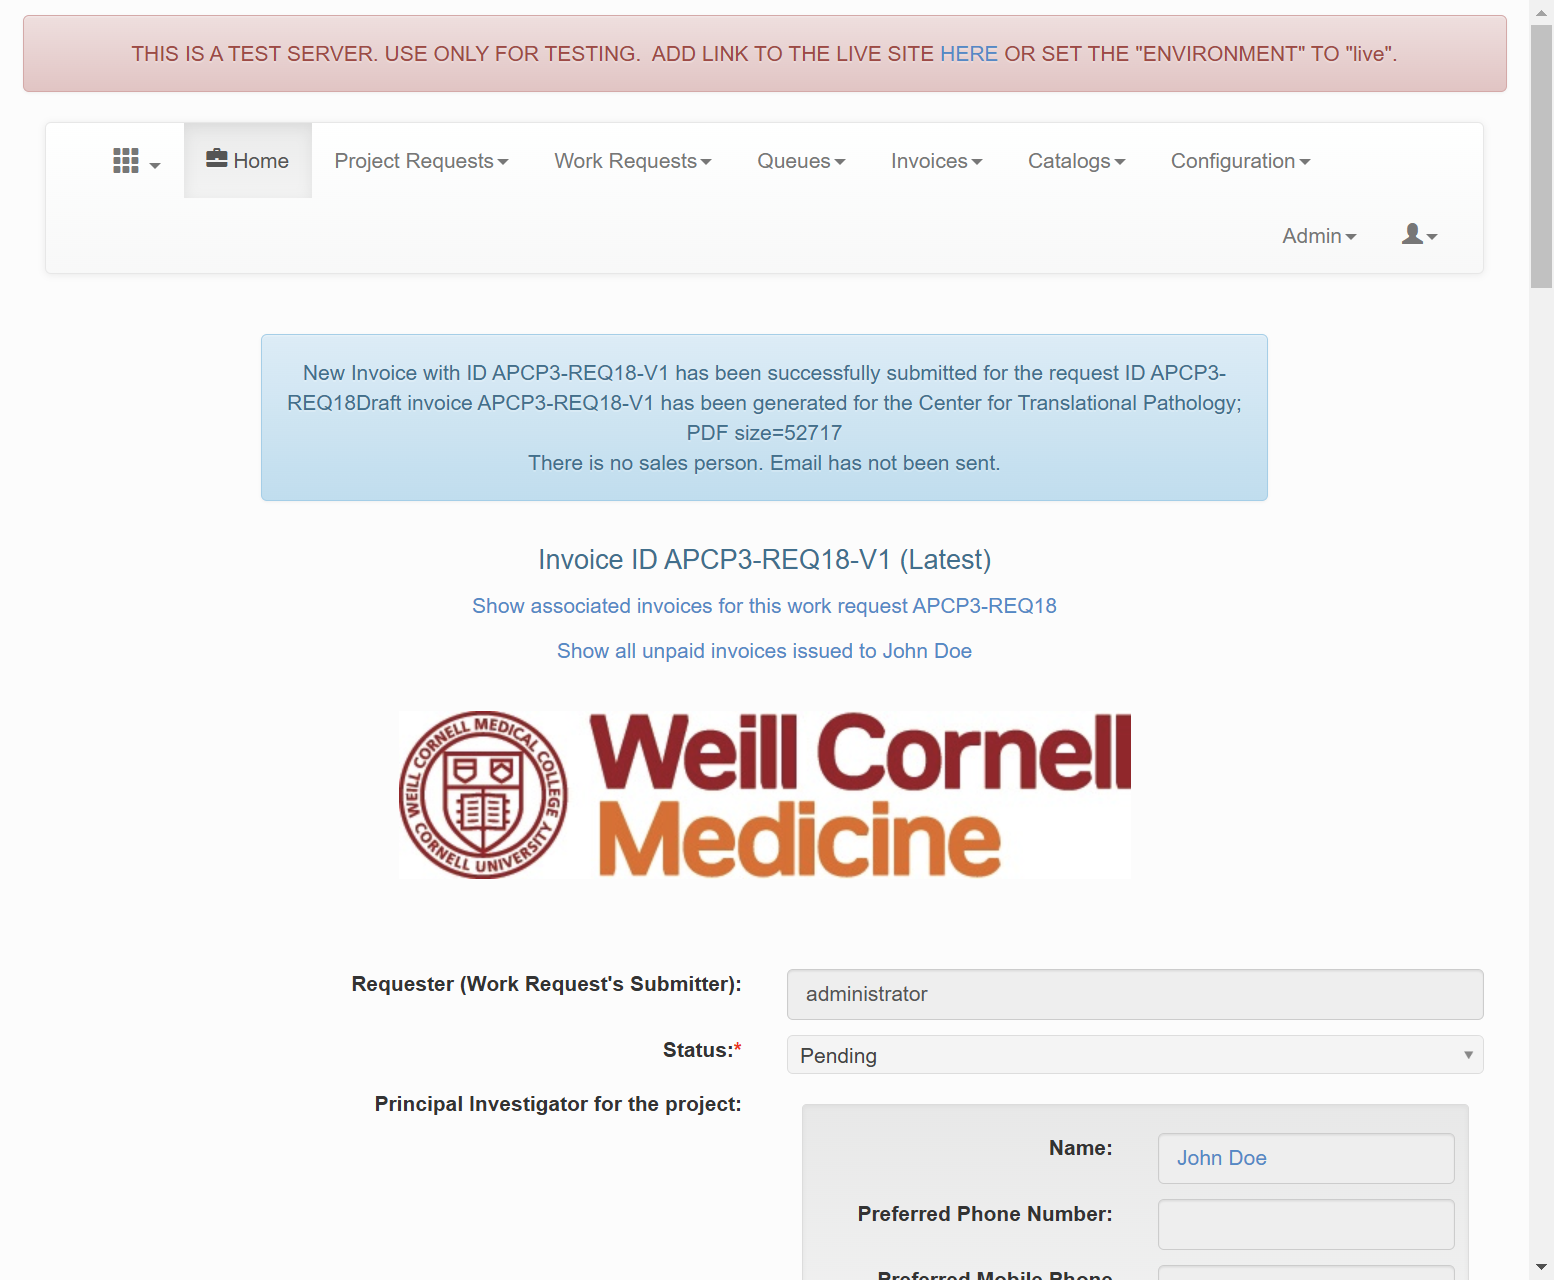 THIS IS A TEST SERVER. USE ONLY FOR TESTING.  ADD LINK TO THE LIVE SITE HERE OR SET THE "ENVIRONMENT" TO "live".
Home
Project Requests
Work Requests
Queues
Invoices
Catalogs
Configuration
Admin
New Invoice with ID APCP3-REQ18-V1 has been successfully submitted for the request ID APCP3-
REQ18Draft invoice APCP3-REQ18-V1 has been generated for the Center for Translational Pathology;
PDF size=52717
There is no sales person. Email has not been sent.
Invoice ID APCP3-REQ18-V1 (Latest)
Show associated invoices for this work request APCP3-REQ18
Show all unpaid invoices issued to John Doe
WEILL CORNELL MEDICAL COLLEGE
CORNELL UNIVERSITY
Weill Cornell
Medicine
Requester (Work Request's Submitter):
administrator
Status:*
Pending
Principal Investigator for the project:
Name:
John Doe
Preferred Phone Number:
Preferred Mobile Phone